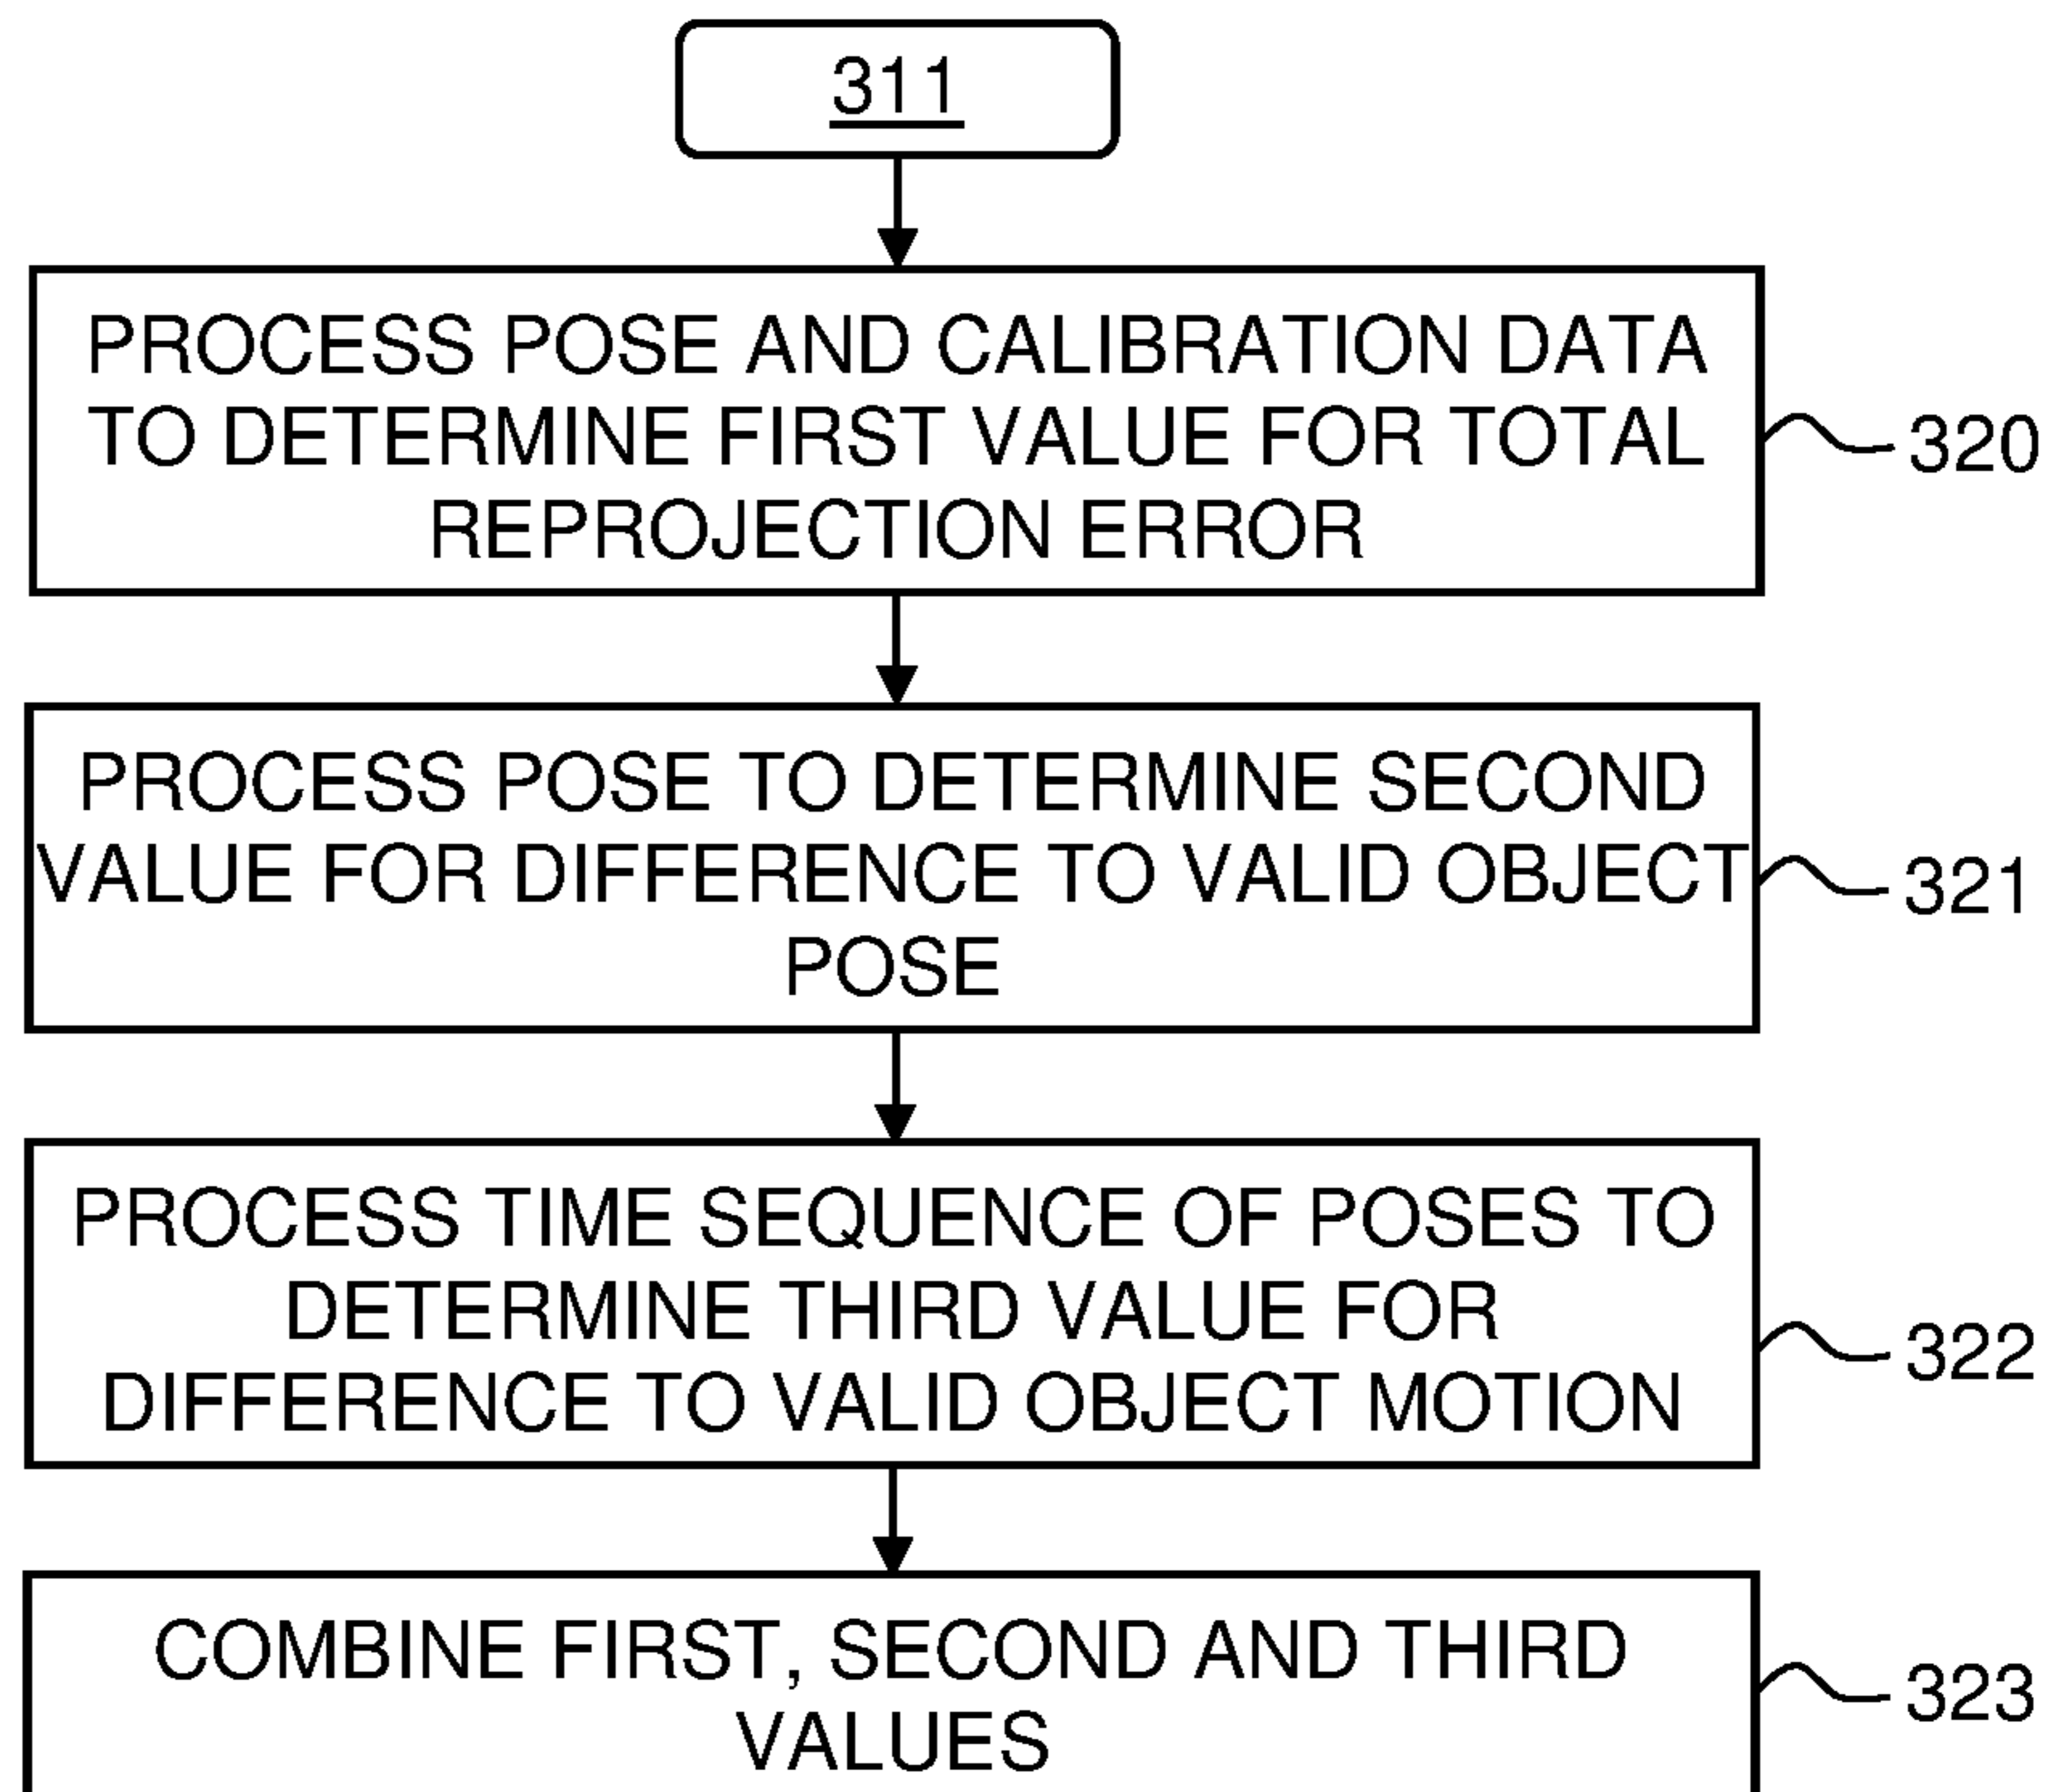 311
PROCESS POSE AND CALIBRATION DATA
TO DETERMINE FIRST VALUE FOR TOTAL
REPROJECTION ERROR
320
PROCESS POSE TO DETERMINE SECOND
VALUE FOR DIFFERENCE TO VALID OBJECT
POSE
321
PROCESS TIME SEQUENCE OF POSES TO
DETERMINE THIRD VALUE FOR
DIFFERENCE TO VALID OBJECT MOTION
322
COMBINE FIRST, SECOND AND THIRD
VALUES
323